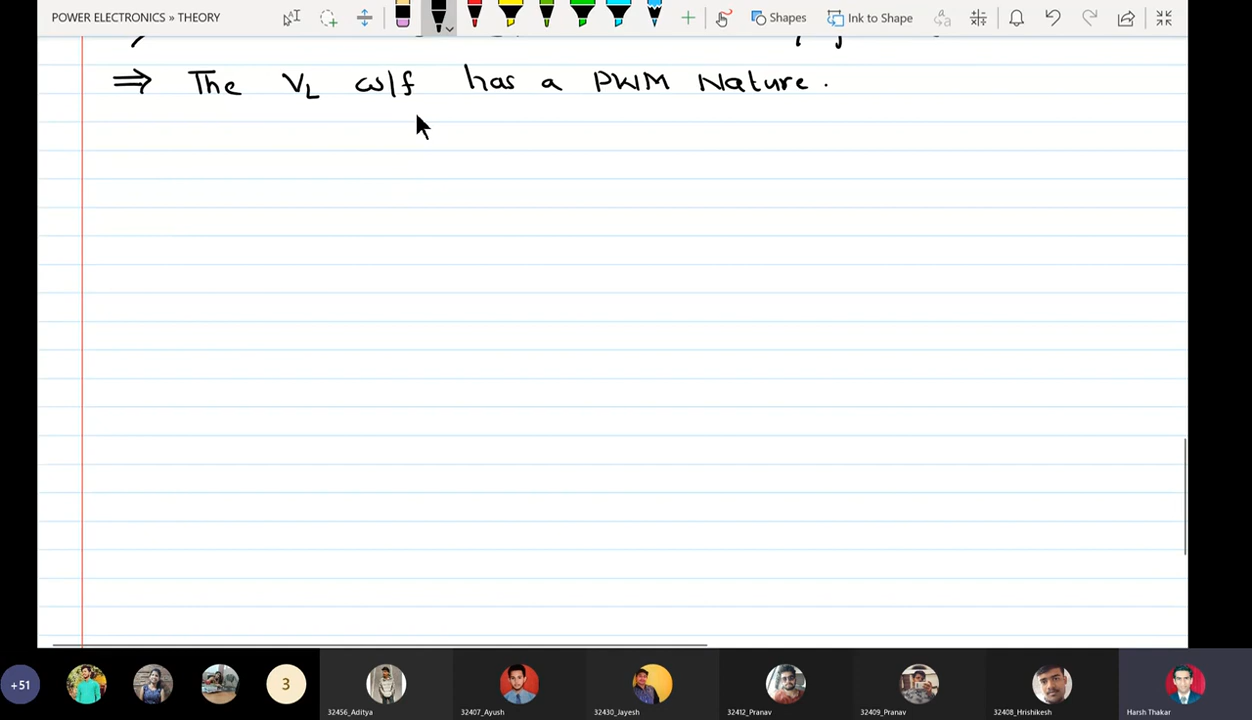 POWER ELECTRONICS » THEORY
Shapes
Ink to Shape
⇒ The VL w/f has a PWM Nature.
+51
3
32456_Aditya
32407_Ayush
32430_Jayesh
32412_Pranav
32409_Pranav
32408_Hrishikesh
Harsh Thakar